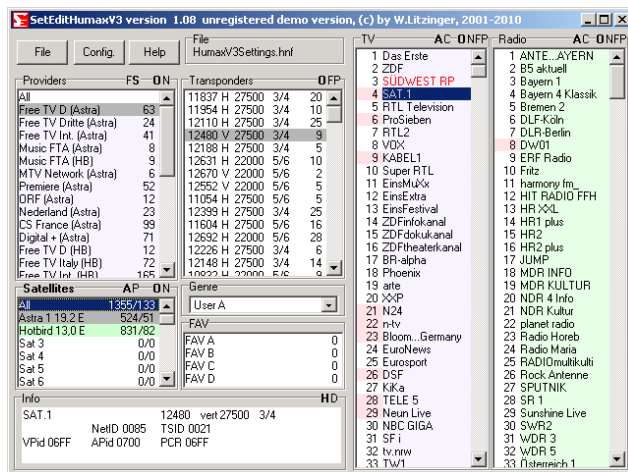 SetEditHumaxV3 version 1.08 unregistered demo version, (c) by W.Litzinger, 2001-2010
File Config. Help
File
HumaxV3Settings.hnf
Providers FS ON
All
Free TV D (Astra) 63
Free TV Dritte (Astra) 24
Free TV Int. (Astra) 41
Music FTA (Astra) 8
Music FTA (HB) 9
MTV Network (Astra) 6
Premiere (Astra) 52
ORF (Astra) 12
Nederland (Astra) 23
CS France (Astra) 99
Digital + (Astra) 71
Free TV D (HB) 12
Free TV Italy (HB) 72
Free TV Int. (HB) 165
Transponders OFP
11837 H 27500 3/4 20
11954 H 27500 3/4 10
12110 H 27500 3/4 25
12480 V 27500 3/4 9
12188 H 27500 3/4 5
12631 H 22000 5/6 10
12670 V 22000 5/6 2
12552 V 22000 5/6 5
11054 H 27500 5/6 5
12399 H 27500 3/4 25
11604 H 27500 5/6 16
12692 H 22000 5/6 28
12226 H 27500 3/4 6
12148 H 27500 3/4 14
10832 H 22000 5/6 9
Satellites AP ON
All 1355/133
Astra 1 19.2 E 524/51
Hotbird 13,0 E 831/82
Sat 3 0/0
Sat 4 0/0
Sat 5 0/0
Sat 6 0/0
Genre
User A
FAV
FAV A 0
FAV B 0
FAV C 0
FAV D 0
Info HD
SAT.1 12480 vert 27500 3/4
NetID 0085 TSID 0021
VPid 06FF APid 0700 PCR 06FF
TV AC ONFP
1 Das Erste
2 ZDF
3 SÜDWEST RP
4 SAT.1
5 RTL Television
6 ProSieben
7 RTL2
8 VOX
9 KABEL1
10 Super RTL
11 EinsMuXx
12 EinsExtra
13 EinsFestival
14 ZDFinfokanal
15 ZDFdokukanal
16 ZDFtheaterkanal
17 BR-alpha
18 Phoenix
19 arte
20 XXP
21 N24
22 n-tv
23 Bloom...Germany
24 EuroNews
25 Eurosport
26 DSF
27 KiKa
28 TELE 5
29 Neun Live
30 NBC GIGA
31 SF i
32 tv.nrw
33 TW1
Radio AC ONFP
1 ANTE...AYERN
2 B5 aktuell
3 Bayern 1
4 Bayern 4 Klassik
5 Bremen 2
6 DLF-Köln
7 DLR-Berlin
8 DW01
9 ERF Radio
10 Fritz
11 harmony fm_
12 HIT RADIO FFH
13 HR XXL
14 HR1 plus
15 HR2
16 HR2 plus
17 JUMP
18 MDR INFO
19 MDR KULTUR
20 NDR 4 Info
21 NDR Kultur
22 planet radio
23 Radio Horeb
24 Radio Maria
25 RADIOmultikulti
26 Rock Antenne
27 SPUTNIK
28 SR 1
29 Sunshine Live
30 SWR2
31 WDR 3
32 WDR 5
33 Österreich 1